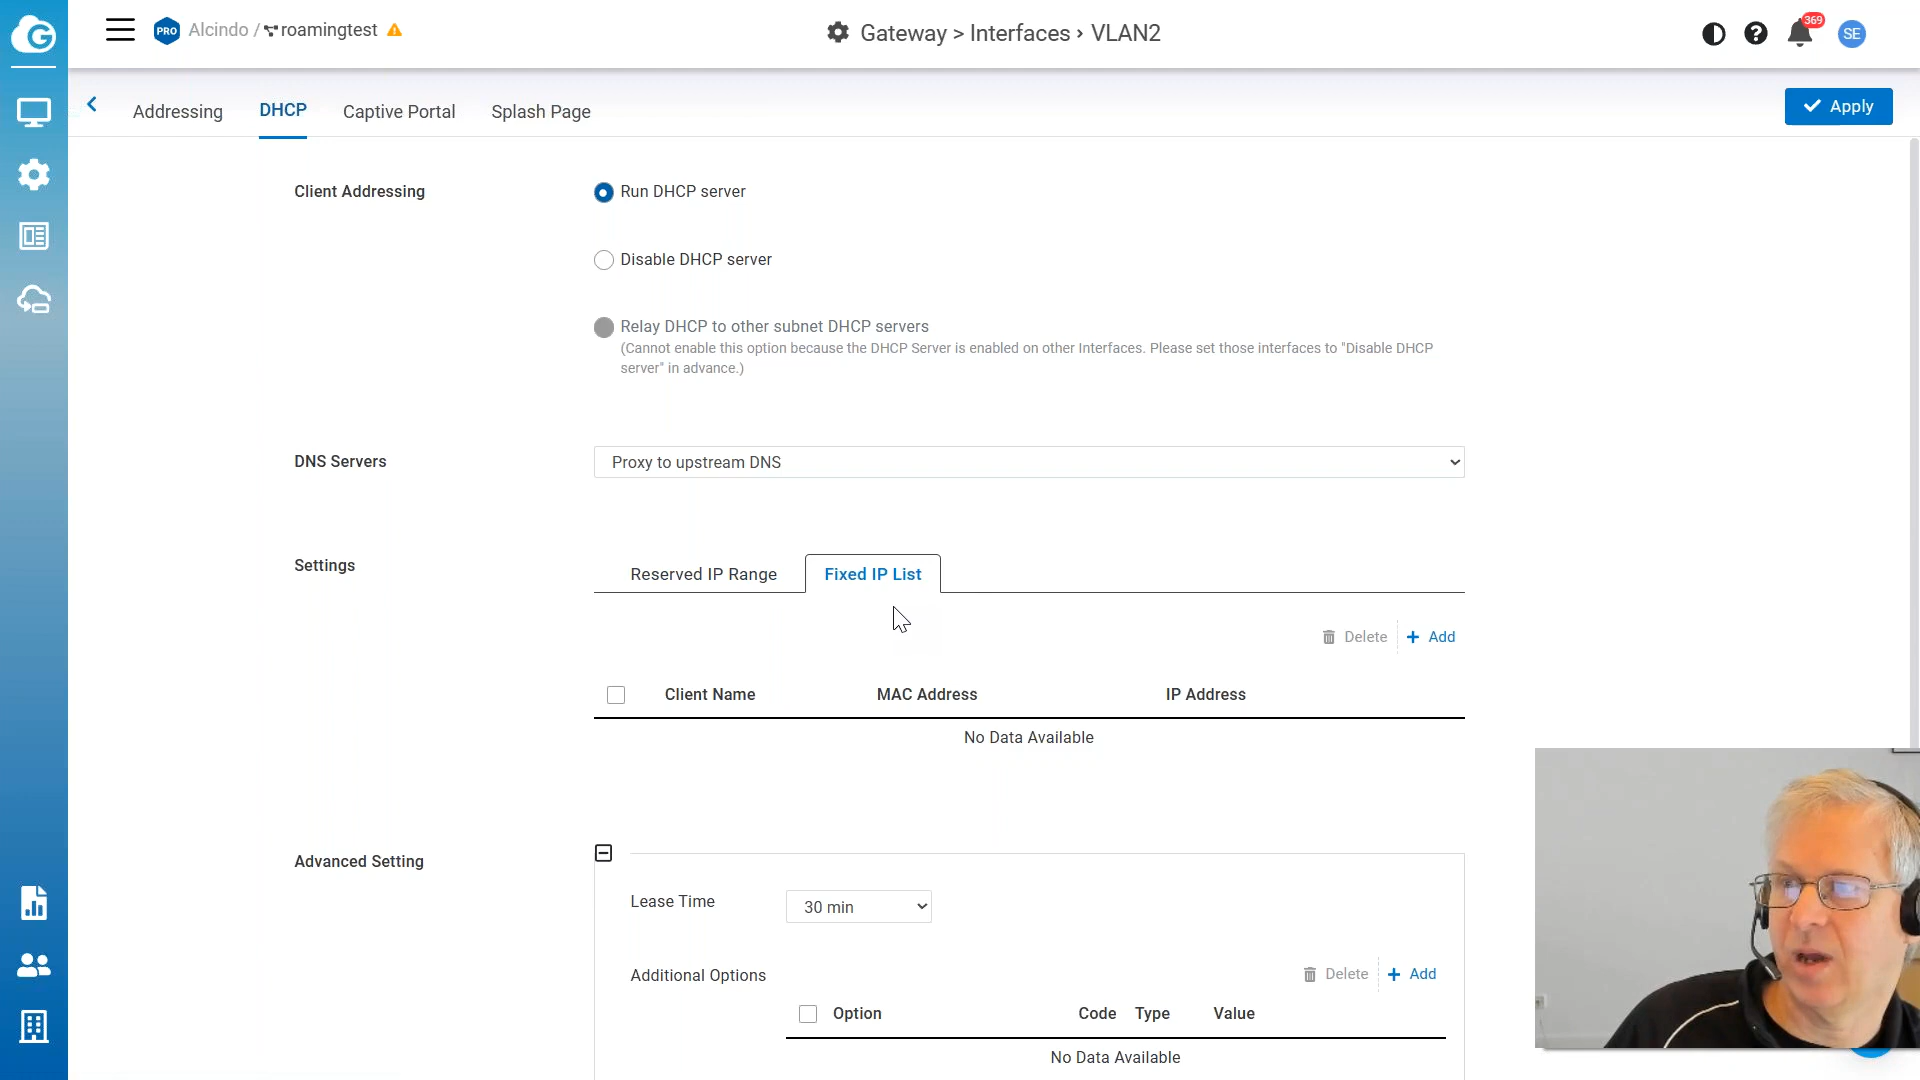 PRO Alcindo / roamingtest
Gateway > Interfaces › VLAN2
369
SE
Addressing
DHCP
Captive Portal
Splash Page
Apply
Client Addressing
Run DHCP server
Disable DHCP server
Relay DHCP to other subnet DHCP servers
(Cannot enable this option because the DHCP Server is enabled on other Interfaces. Please set those interfaces to "Disable DHCP
server" in advance.)
DNS Servers
Proxy to upstream DNS
Settings
Reserved IP Range
Fixed IP List
Delete
+ Add
Client Name
MAC Address
IP Address
No Data Available
Advanced Setting
Lease Time
30 min
Additional Options
Delete
+ Add
Option
Code
Type
Value
No Data Available